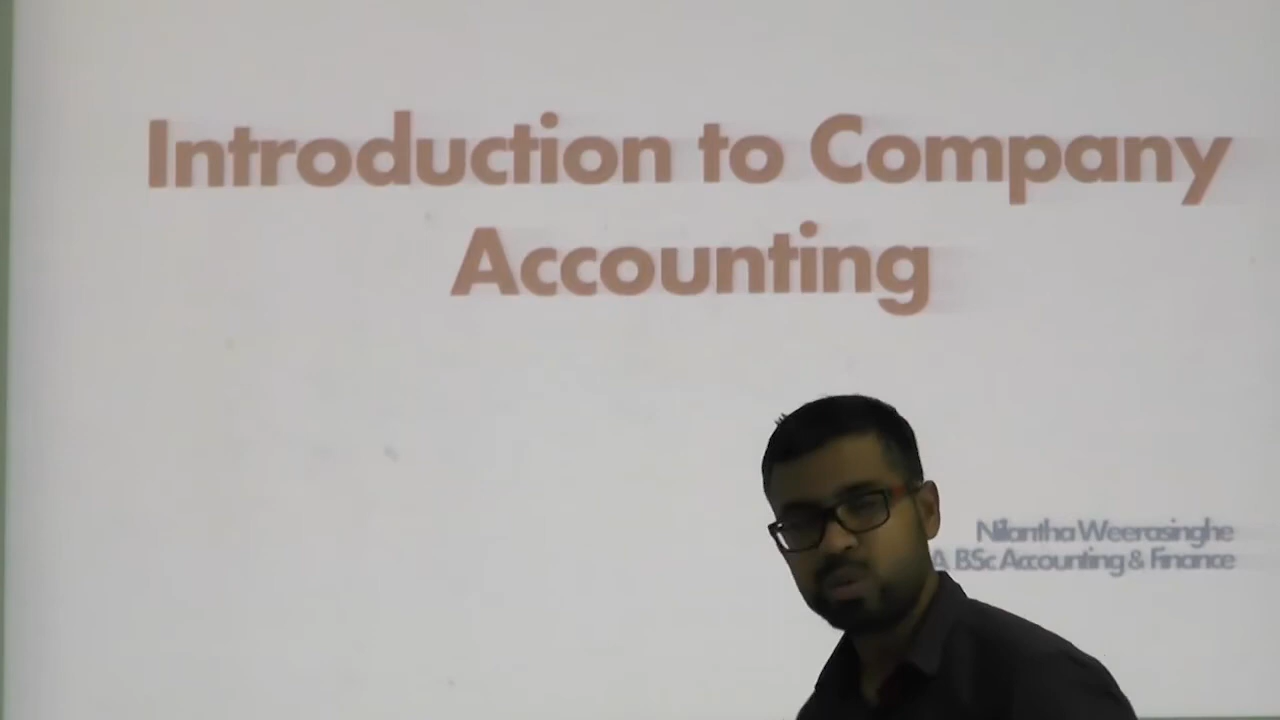 Introduction to Company
Accounting
Nilantha Weerasinghe
BSc Accounting & Finance